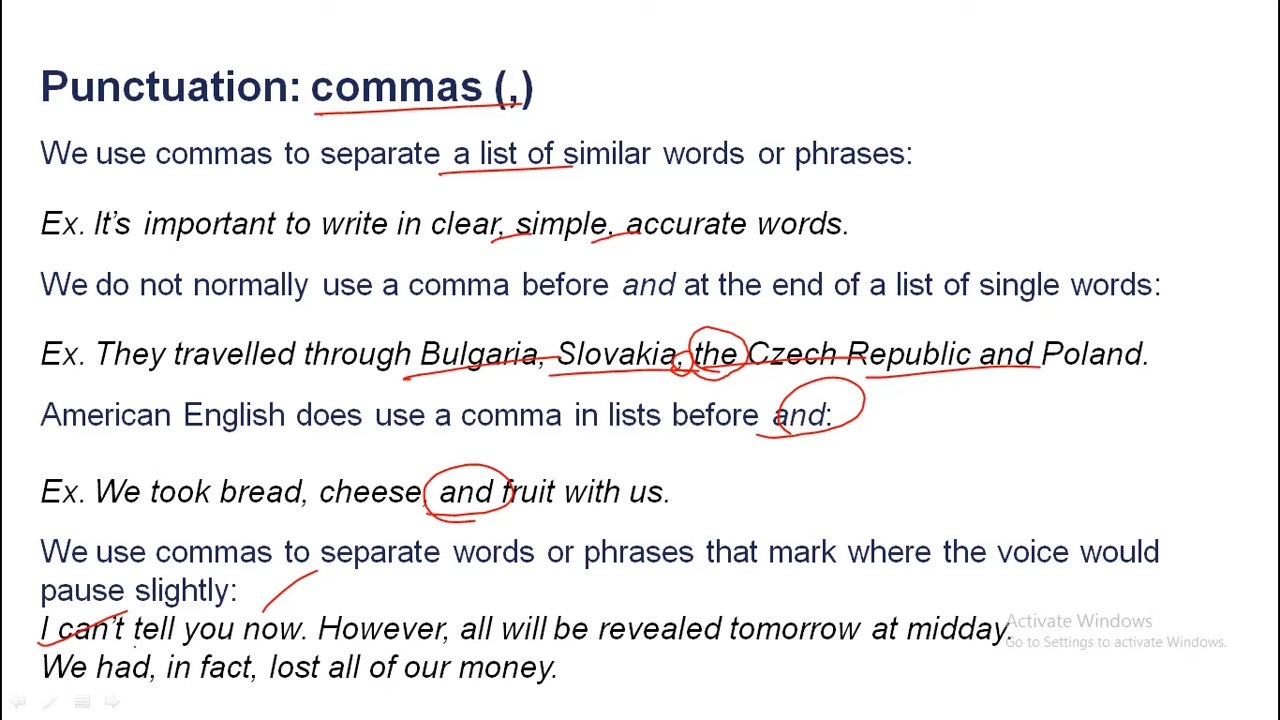 Punctuation: commas (,)
We use commas to separate a list of similar words or phrases:
Ex. It's important to write in clear, simple, accurate words.
We do not normally use a comma before and at the end of a list of single words:
Ex. They travelled through Bulgaria, Slovakia, the Czech Republic and Poland.
American English does use a comma in lists before and:
Ex. We took bread, cheese, and fruit with us.
We use commas to separate words or phrases that mark where the voice would
pause slightly:
I can't tell you now. However, all will be revealed tomorrow at midday.
We had, in fact, lost all of our money.
Activate Windows
Go to Settings to activate Windows.